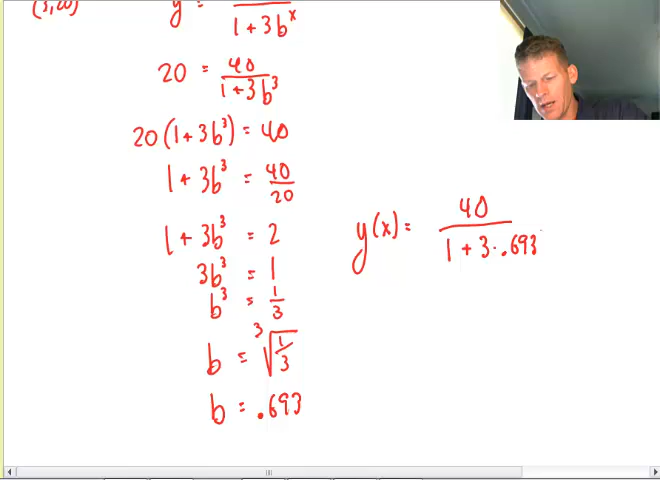 (3,20)
y =
1 + 3b^x
20 = 40/(1+3b^3)
20(1+3b^3) = 40
1 + 3b^3 = 40/20
1 + 3b^3 = 2
3b^3 = 1
b^3 = 1/3
b = ∛(1/3)
b = .693
y(x) = 40/(1 + 3·.693)